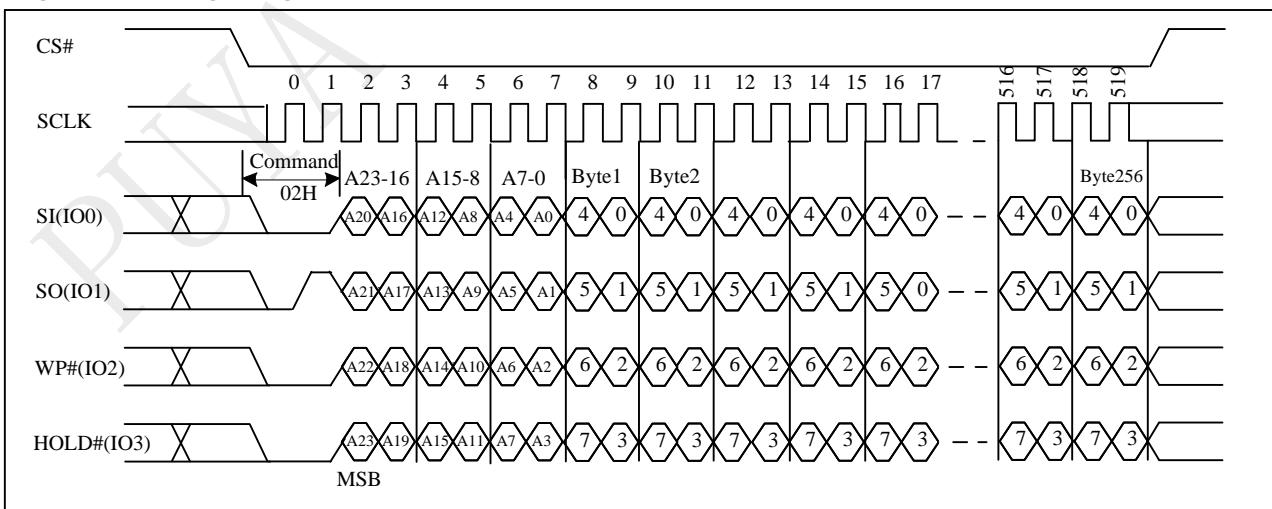 PUYA
CS#
0 1 2 3 4 5 6 7 8 9 10 11 12 13 14 15 16 17 516 517 518 519
SCLK
Command
02H
A23-16 A15-8 A7-0 Byte1 Byte2 Byte256
SI(IO0) A20 A16 A12 A8 A4 A0 4 0 4 0 4 0 4 0 4 0 4 0 4 0
SO(IO1) A21 A17 A13 A9 A5 A1 5 1 5 1 5 1 5 1 5 0 5 1 5 1
WP#(IO2) A22 A18 A14 A10 A6 A2 6 2 6 2 6 2 6 2 6 2 6 2 6 2
HOLD#(IO3) A23 A19 A15 A11 A7 A3 7 3 7 3 7 3 7 3 7 3 7 3 7 3
MSB